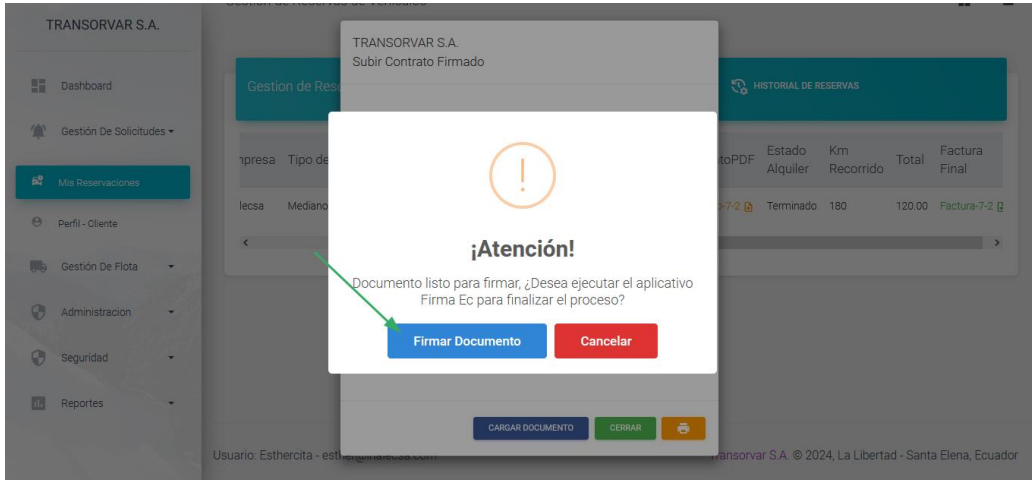 TRANSORVAR S.A.
Dashboard
Gestión De Solicitudes
Mis Reservaciones
Perfil - Cliente
Gestión De Flota
Administracion
Seguridad
Reportes
HISTORIAL DE RESERVAS
Tipo de
Estado Alquiler
Km Recorrido
Total
Factura Final
Mediano
Terminado
180
120.00
Factura-7-2
TRANSORVAR S.A.
Subir Contrato Firmado
¡Atención!
Documento listo para firmar, ¿Desea ejecutar el aplicativo
Firma Ec para finalizar el proceso?
Firmar Documento
Cancelar
CARGAR DOCUMENTO
CERRAR
Usuario: Esthercita -
Transorvar S.A. © 2024, La Libertad - Santa Elena, Ecuador